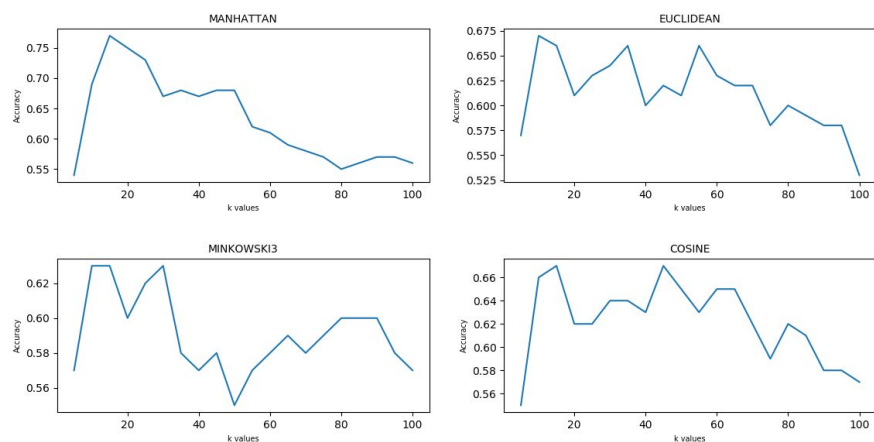 MANHATTAN
Accuracy
0.75
0.70
0.65
0.60
0.55
20 40 60 80 100
k values
EUCLIDEAN
Accuracy
0.675
0.650
0.625
0.600
0.575
0.550
0.525
20 40 60 80 100
k values
MINKOWSKI3
Accuracy
0.62
0.60
0.58
0.56
20 40 60 80 100
k values
COSINE
Accuracy
0.66
0.64
0.62
0.60
0.58
0.56
20 40 60 80 100
k values